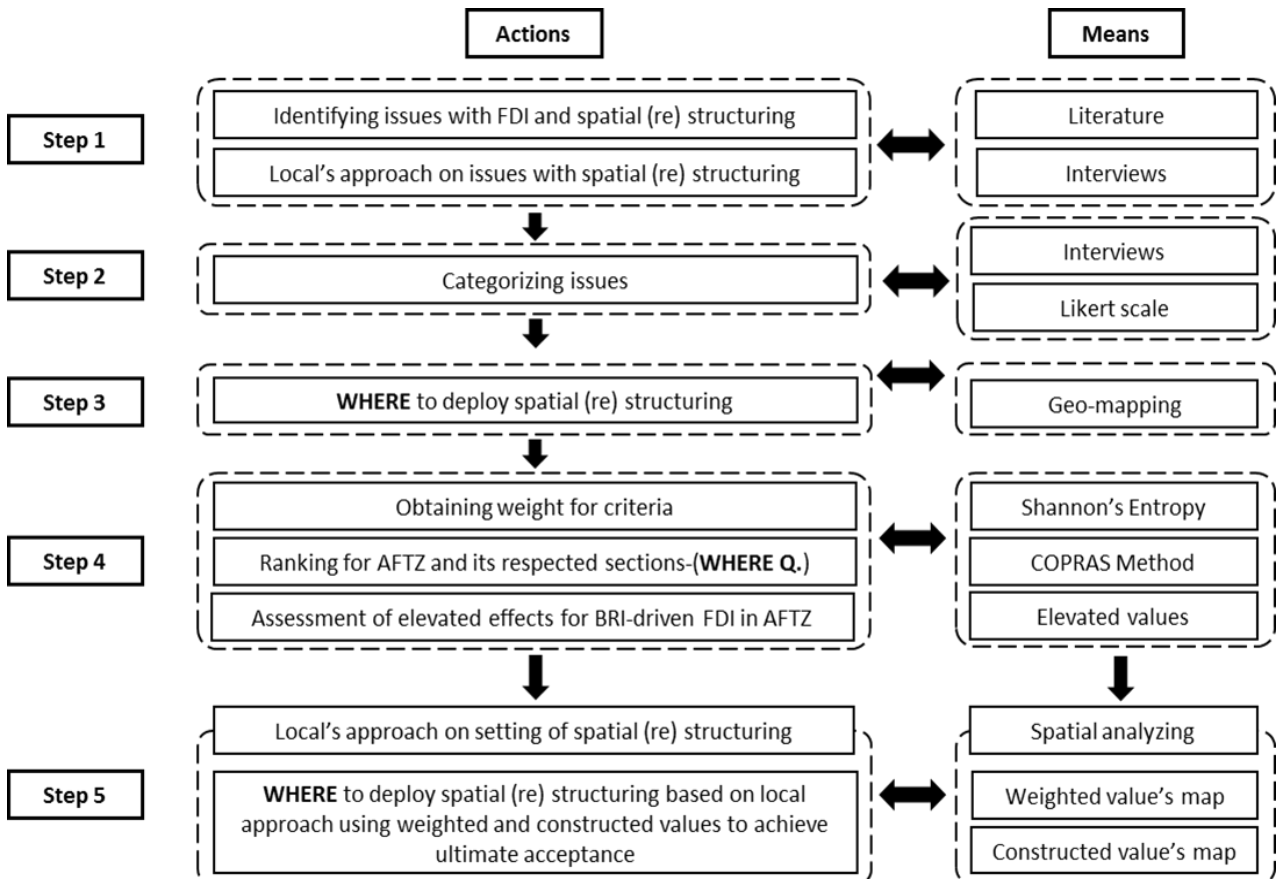 Actions
Means
Step 1
Identifying issues with FDI and spatial (re) structuring
Local's approach on issues with spatial (re) structuring
Literature
Interviews
Step 2
Categorizing issues
Interviews
Likert scale
Step 3
WHERE to deploy spatial (re) structuring
Geo-mapping
Step 4
Obtaining weight for criteria
Ranking for AFTZ and its respected sections-(WHERE Q.)
Assessment of elevated effects for BRI-driven FDI in AFTZ
Shannon's Entropy
COPRAS Method
Elevated values
Step 5
Local's approach on setting of spatial (re) structuring
WHERE to deploy spatial (re) structuring based on local
approach using weighted and constructed values to achieve
ultimate acceptance
Spatial analyzing
Weighted value's map
Constructed value's map